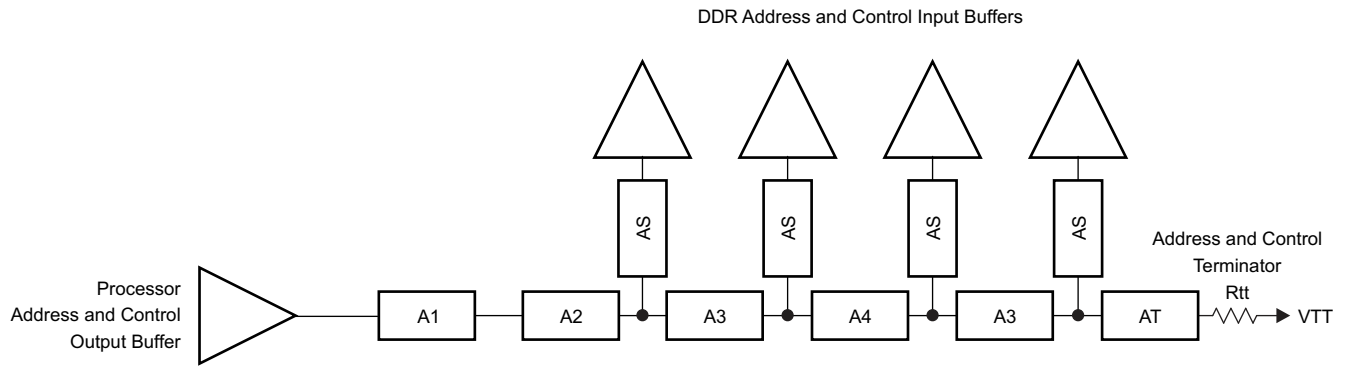 DDR Address and Control Input Buffers
AS
AS
AS
AS
Processor
Address and Control
Output Buffer
A1
A2
A3
A4
A3
AT
Address and Control
Terminator
Rtt
VTT